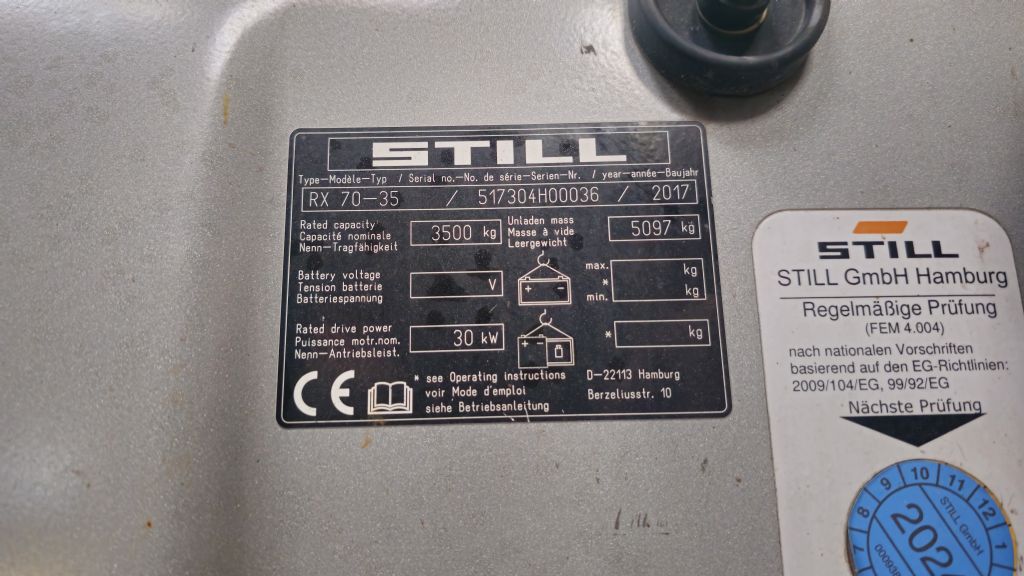 STILL
Type-Modèle-Typ / Serial no.-No. de série-Serien-Nr. / year-année-Baujahr
RX 70-35 / 517304H00036 / 2017
Rated capacity
Capacité nominale
Nenn-Tragfähigkeit
3500 kg
Unladen mass
Masse à vide
Leergewicht
5097 kg
Battery voltage
Tension batterie
Batteriespannung
V
max.
*
min.
kg
kg
Rated drive power
Puissance motr.nom.
Nenn-Antriebsleist.
30 kW
*
kg
CE
* see Operating instructions
voir Mode d'emploi
siehe Betriebsanleitung
D-22113 Hamburg
Berzeliusstr. 10
STILL
STILL GmbH Hamburg
Regelmäßige Prüfung
(FEM 4.004)
nach nationalen Vorschriften
basierend auf den EG-Richtlinien:
2009/104/EG, 99/92/EG
Nächste Prüfung
7 8 9 10 11 12 1
STILL GmbH
202